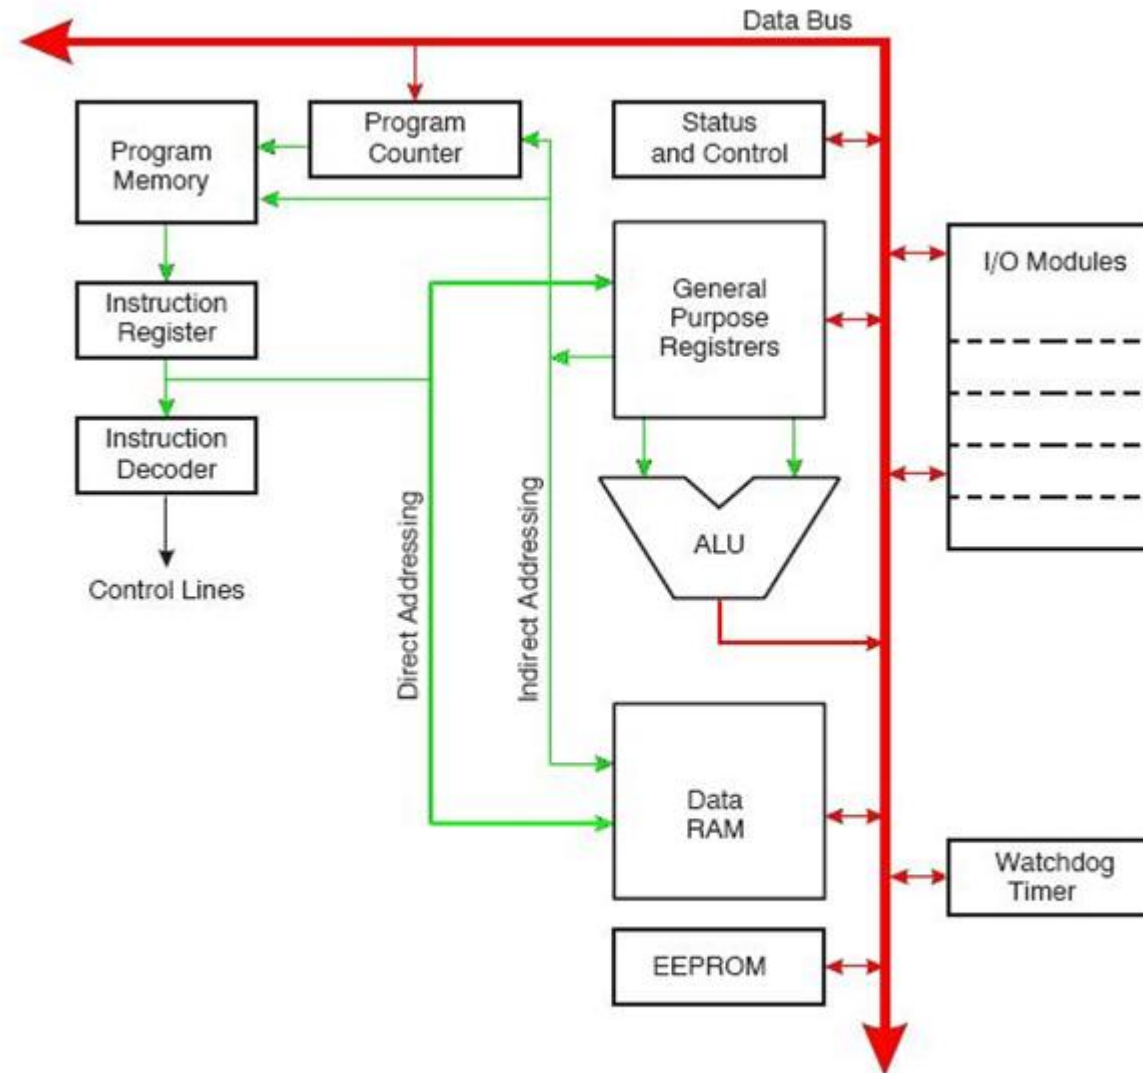 Data Bus
Program
Memory
Program
Counter
Status
and Control
I/O Modules
General
Purpose
Registrers
Instruction
Register
Instruction
Decoder
Control Lines
Direct Addressing
Indirect Addressing
ALU
Data
RAM
Watchdog
Timer
EEPROM